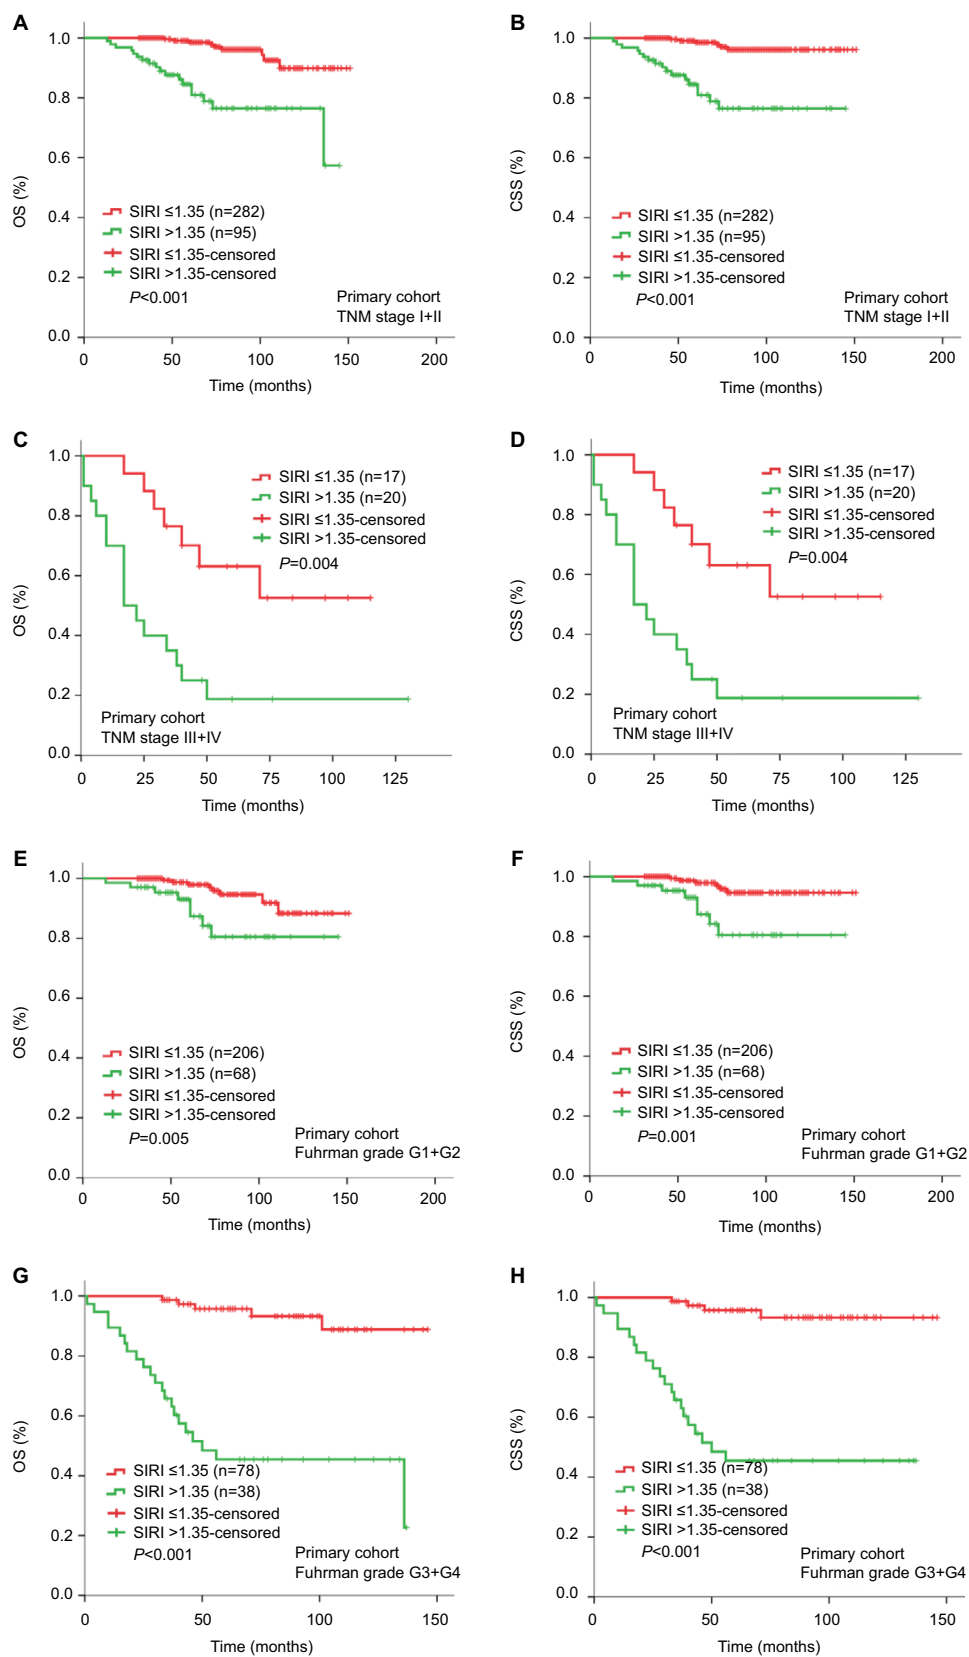 A
OS (%)
1.0
0.8
0.6
0.4
0.2
0.0
SIRI ≤1.35 (n=282)
SIRI >1.35 (n=95)
SIRI ≤1.35-censored
SIRI >1.35-censored
P<0.001
Primary cohort
TNM stage I+II
0 50 100 150 200
Time (months)
B
CSS (%)
1.0
0.8
0.6
0.4
0.2
0.0
SIRI ≤1.35 (n=282)
SIRI >1.35 (n=95)
SIRI ≤1.35-censored
SIRI >1.35-censored
P<0.001
Primary cohort
TNM stage I+II
0 50 100 150 200
Time (months)
C
OS (%)
1.0
0.8
0.6
0.4
0.2
0.0
SIRI ≤1.35 (n=17)
SIRI >1.35 (n=20)
SIRI ≤1.35-censored
SIRI >1.35-censored
P=0.004
Primary cohort
TNM stage III+IV
0 25 50 75 100 125
Time (months)
D
CSS (%)
1.0
0.8
0.6
0.4
0.2
0.0
SIRI ≤1.35 (n=17)
SIRI >1.35 (n=20)
SIRI ≤1.35-censored
SIRI >1.35-censored
P=0.004
Primary cohort
TNM stage III+IV
0 25 50 75 100 125
Time (months)
E
OS (%)
1.0
0.8
0.6
0.4
0.2
0.0
SIRI ≤1.35 (n=206)
SIRI >1.35 (n=68)
SIRI ≤1.35-censored
SIRI >1.35-censored
P=0.005
Primary cohort
Fuhrman grade G1+G2
0 50 100 150 200
Time (months)
F
CSS (%)
1.0
0.8
0.6
0.4
0.2
0.0
SIRI ≤1.35 (n=206)
SIRI >1.35 (n=68)
SIRI ≤1.35-censored
SIRI >1.35-censored
P=0.001
Primary cohort
Fuhrman grade G1+G2
0 50 100 150 200
Time (months)
G
OS (%)
1.0
0.8
0.6
0.4
0.2
0.0
SIRI ≤1.35 (n=78)
SIRI >1.35 (n=38)
SIRI ≤1.35-censored
SIRI >1.35-censored
P<0.001
Primary cohort
Fuhrman grade G3+G4
0 50 100 150
Time (months)
H
CSS (%)
1.0
0.8
0.6
0.4
0.2
0.0
SIRI ≤1.35 (n=78)
SIRI >1.35 (n=38)
SIRI ≤1.35-censored
SIRI >1.35-censored
P<0.001
Primary cohort
Fuhrman grade G3+G4
0 50 100 150
Time (months)